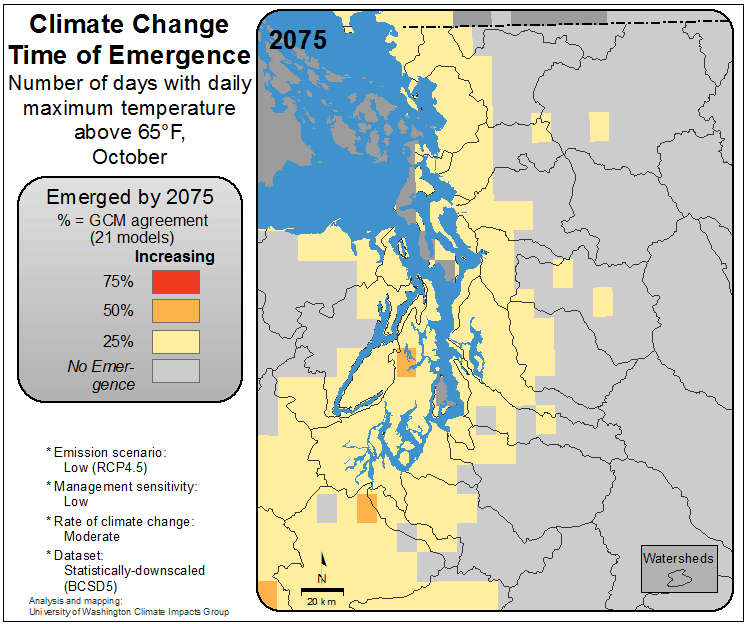 Climate Change
Time of Emergence
Number of days with daily
maximum temperature
above 65°F,
October
Emerged by 2075
% = GCM agreement
(21 models)
Increasing
75%
50%
25%
No Emer-
gence
* Emission scenario:
Low (RCP4.5)
* Management sensitivity:
Low
* Rate of climate change:
Moderate
* Dataset:
Statistically-downscaled
(BCSD5)
Analysis and mapping:
University of Washington Climate Impacts Group
2075
N
20 km
Watersheds